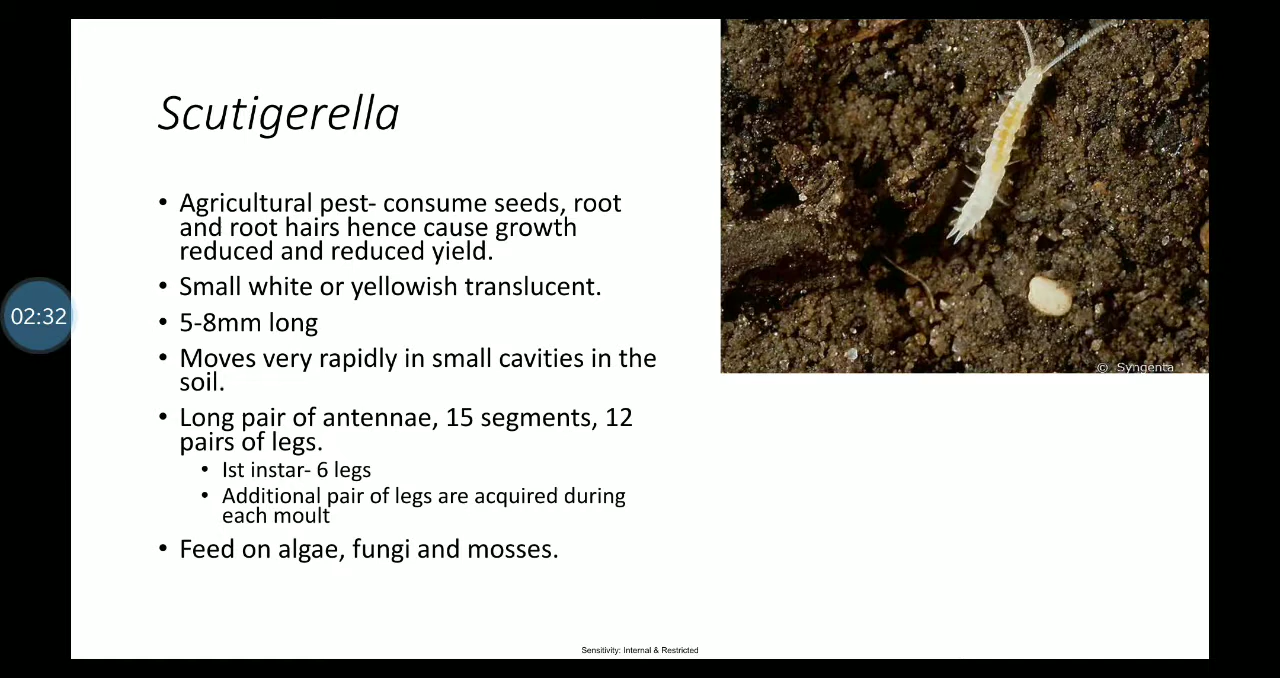 Scutigerella
• Agricultural pest- consume seeds, root
and root hairs hence cause growth
reduced and reduced yield.
• Small white or yellowish translucent.
• 5-8mm long
• Moves very rapidly in small cavities in the
soil.
• Long pair of antennae, 15 segments, 12
pairs of legs.
• Ist instar- 6 legs
• Additional pair of legs are acquired during
each moult
• Feed on algae, fungi and mosses.
02:32
© Syngenta
Sensitivity: Internal & Restricted